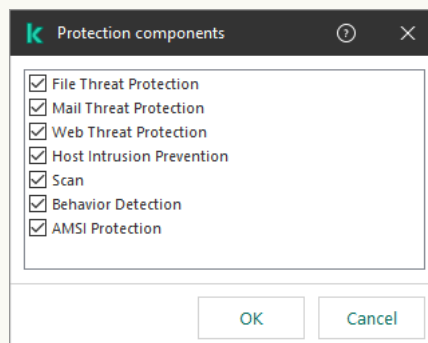 Protection components
File Threat Protection
Mail Threat Protection
Web Threat Protection
Host Intrusion Prevention
Scan
Behavior Detection
AMSI Protection
OK Cancel